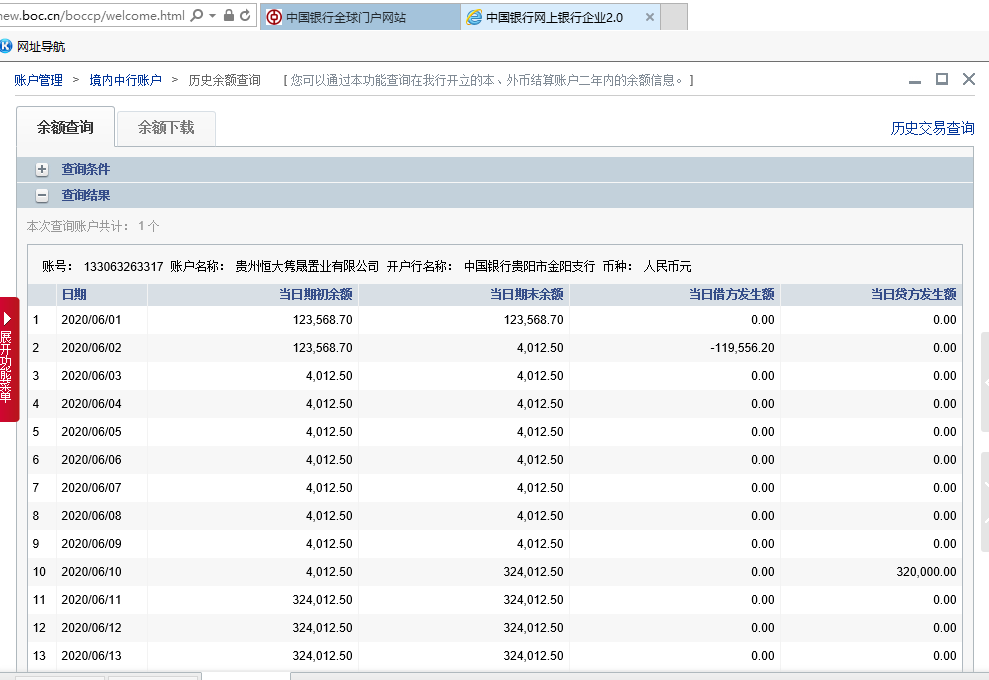 new.boc.cn/boccp/welcome.html 中国银行全球门户网站 中国银行网上银行企业2.0
网址导航
账户管理 > 境内中行账户 > 历史余额查询 [ 您可以通过本功能查询在我行开立的本、外币结算账户二年内的余额信息。 ]
余额查询 余额下载 历史交易查询
查询条件
查询结果
本次查询账户共计： 1 个
账号： 133063263317 账户名称： 贵州恒大隽晟置业有限公司 开户行名称： 中国银行贵阳市金阳支行 币种： 人民币元
日期 当日期初余额 当日期末余额 当日借方发生额 当日贷方发生额
1 2020/06/01 123,568.70 123,568.70 0.00 0.00
2 2020/06/02 123,568.70 4,012.50 -119,556.20 0.00
3 2020/06/03 4,012.50 4,012.50 0.00 0.00
4 2020/06/04 4,012.50 4,012.50 0.00 0.00
5 2020/06/05 4,012.50 4,012.50 0.00 0.00
6 2020/06/06 4,012.50 4,012.50 0.00 0.00
7 2020/06/07 4,012.50 4,012.50 0.00 0.00
8 2020/06/08 4,012.50 4,012.50 0.00 0.00
9 2020/06/09 4,012.50 4,012.50 0.00 0.00
10 2020/06/10 4,012.50 324,012.50 0.00 320,000.00
11 2020/06/11 324,012.50 324,012.50 0.00 0.00
12 2020/06/12 324,012.50 324,012.50 0.00 0.00
13 2020/06/13 324,012.50 324,012.50 0.00 0.00
展开功能菜单